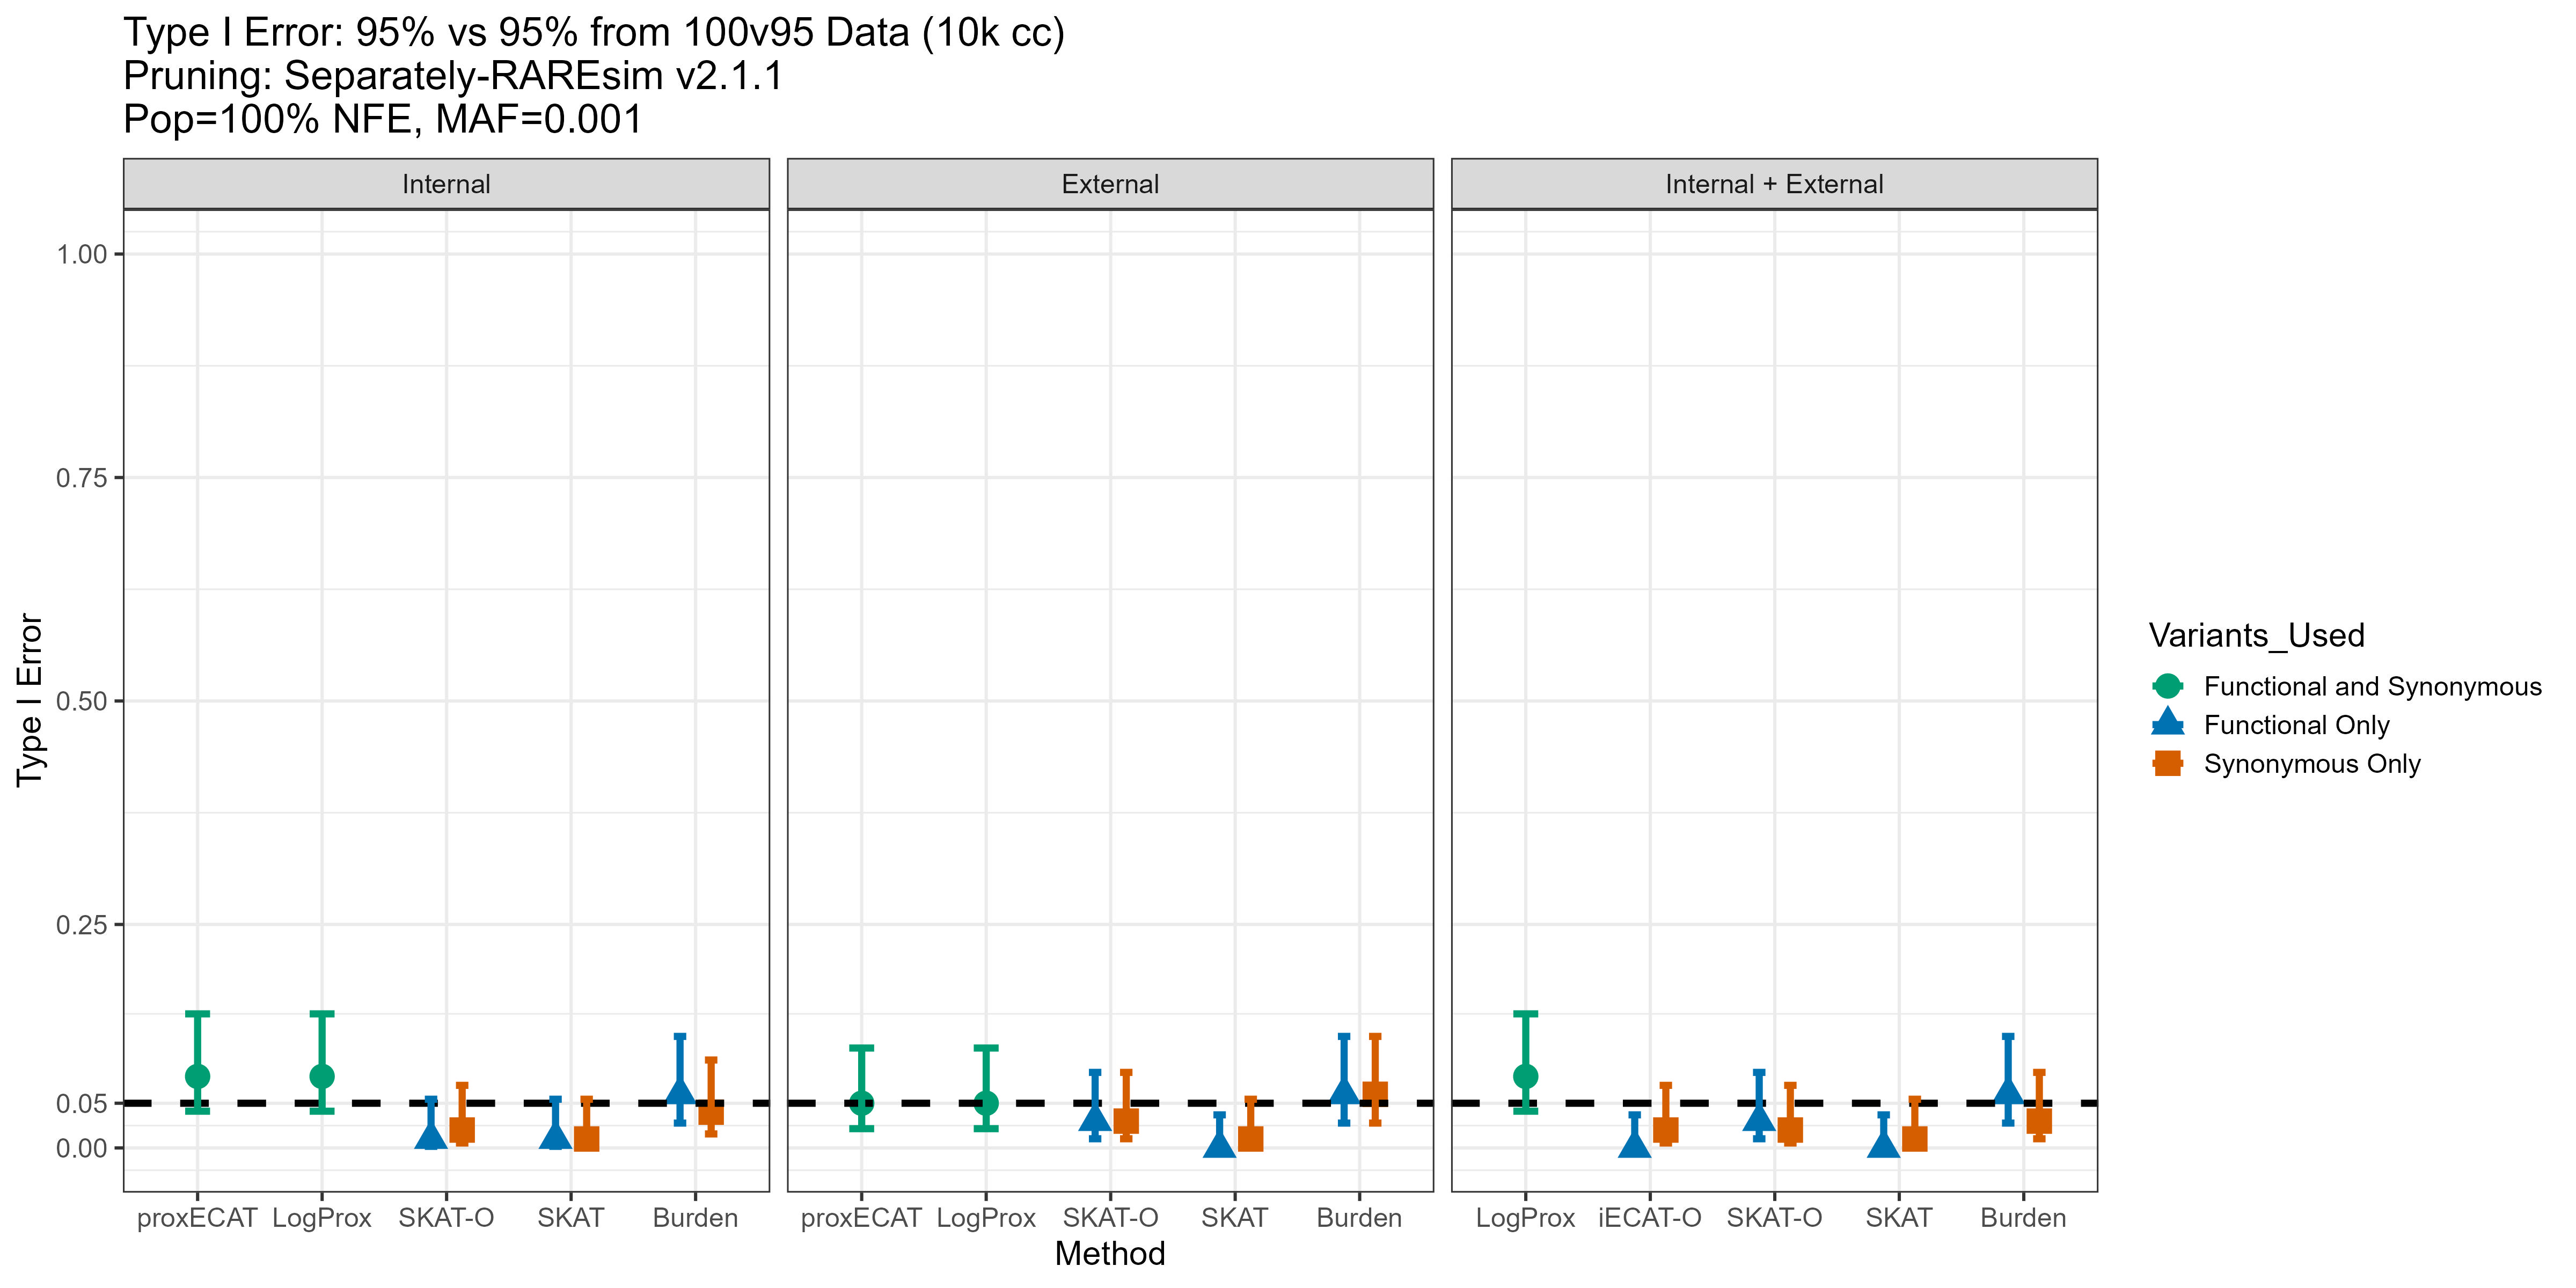 Type I Error: 95% vs 95% from 100v95 Data (10k cc)
Pruning: Separately-RAREsim v2.1.1
Pop=100% NFE, MAF=0.001
Internal
External
Internal + External
Type I Error
1.00
0.75
0.50
0.25
0.05
0.00
proxECAT LogProx SKAT-O SKAT Burden
proxECAT LogProx SKAT-O SKAT Burden
LogProx iECAT-O SKAT-O SKAT Burden
Method
Variants_Used
Functional and Synonymous
Functional Only
Synonymous Only